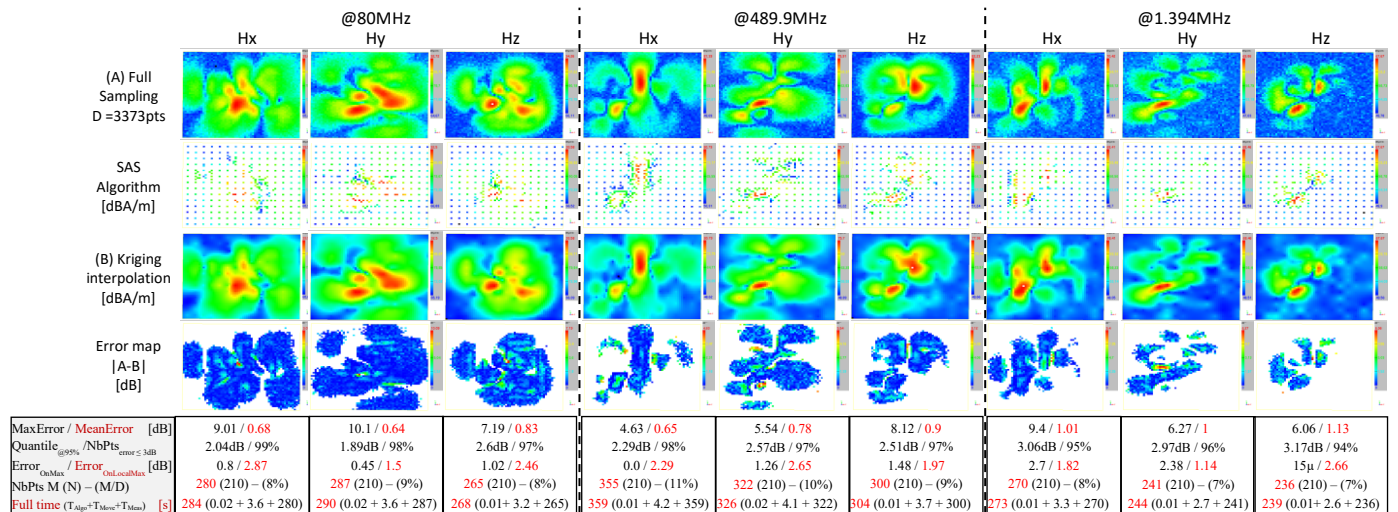 @80MHz @489.9MHz @1.394MHz
Hx Hy Hz Hx Hy Hz Hx Hy Hz
(A) Full
Sampling
D =3373pts
SAS
Algorithm
[dBA/m]
(B) Kriging
interpolation
[dBA/m]
Error map
|A-B|
[dB]
MaxError / MeanError [dB] 9.01 / 0.68 10.1 / 0.64 7.19 / 0.83 4.63 / 0.65 5.54 / 0.78 8.12 / 0.9 9.4 / 1.01 6.27 / 1 6.06 / 1.13
Quantile@95% /NbPts error ≤ 3dB 2.04dB / 99% 1.89dB / 98% 2.6dB / 97% 2.29dB / 98% 2.57dB / 97% 2.51dB / 97% 3.06dB / 95% 2.97dB / 96% 3.17dB / 94%
Error OnMax / Error OnLocalMax [dB] 0.8 / 2.87 0.45 / 1.5 1.02 / 2.46 0.0 / 2.29 1.26 / 2.65 1.48 / 1.97 2.7 / 1.82 2.38 / 1.14 15µ / 2.66
NbPts M (N) – (M/D) 280 (210) – (8%) 287 (210) – (9%) 265 (210) – (8%) 355 (210) – (11%) 322 (210) – (10%) 300 (210) – (9%) 270 (210) – (8%) 241 (210) – (7%) 236 (210) – (7%)
Full time (TAlgo+TMove+TMeas) [s] 284 (0.02 + 3.6 + 280) 290 (0.02 + 3.6 + 287) 268 (0.01 + 3.2 + 265) 359 (0.01 + 4.2 + 359) 326 (0.02 + 4.1 + 322) 304 (0.01 + 3.7 + 300) 273 (0.01 + 3.3 + 270) 244 (0.01 + 2.7 + 241) 239 (0.01+ 2.6 + 236)